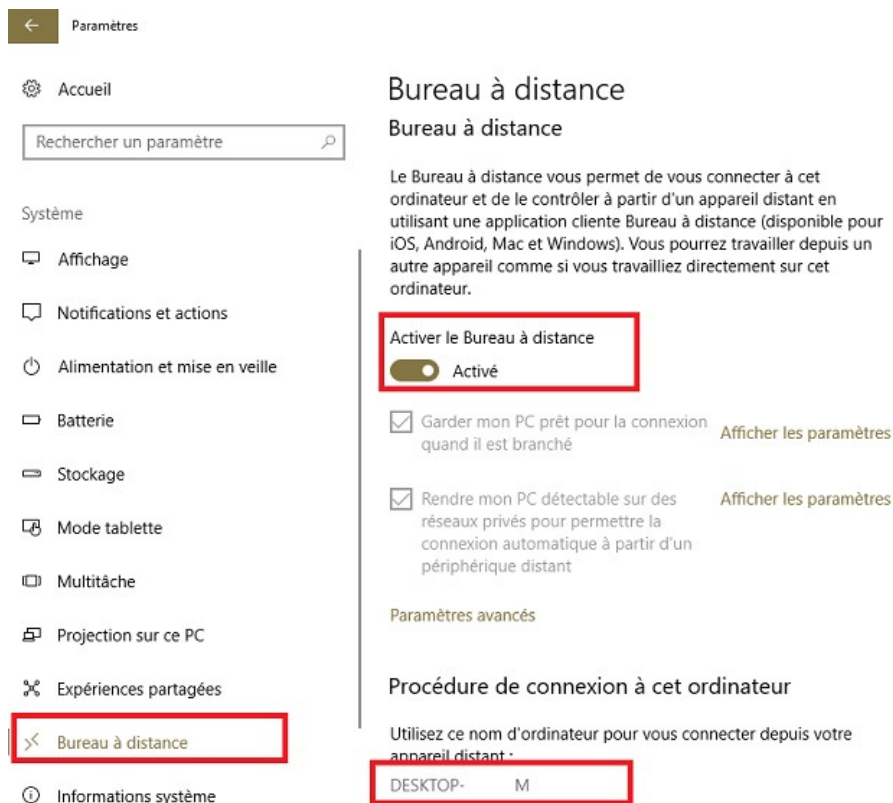 Paramètres
Accueil
Rechercher un paramètre
Système
Affichage
Notifications et actions
Alimentation et mise en veille
Batterie
Stockage
Mode tablette
Multitâche
Projection sur ce PC
Expériences partagées
Bureau à distance
Informations système
Bureau à distance
Bureau à distance
Le Bureau à distance vous permet de vous connecter à cet
ordinateur et de le contrôler à partir d'un appareil distant en
utilisant une application cliente Bureau à distance (disponible pour
iOS, Android, Mac et Windows). Vous pourrez travailler depuis un
autre appareil comme si vous travailliez directement sur cet
ordinateur.
Activer le Bureau à distance
Activé
Garder mon PC prêt pour la connexion
quand il est branché
Afficher les paramètres
Rendre mon PC détectable sur des
réseaux privés pour permettre la
connexion automatique à partir d'un
périphérique distant
Afficher les paramètres
Paramètres avancés
Procédure de connexion à cet ordinateur
Utilisez ce nom d'ordinateur pour vous connecter depuis votre
appareil distant :
DESKTOP- M